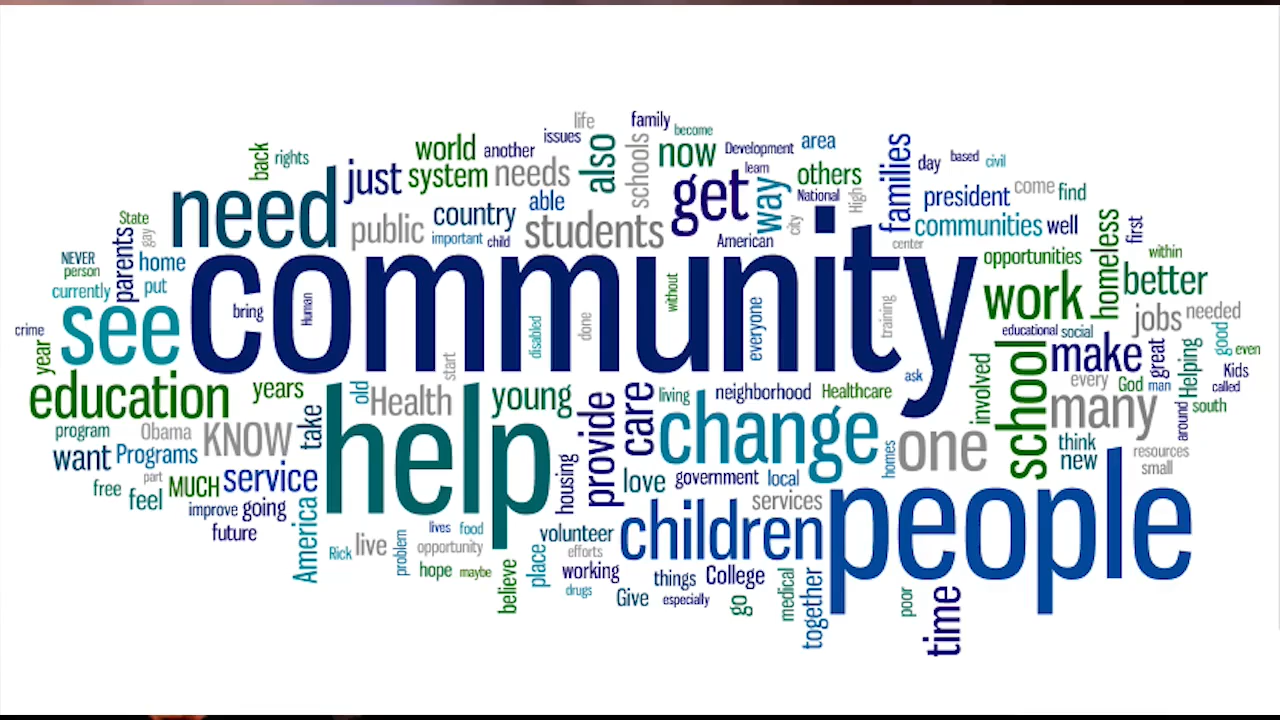 life
family
become
issues
back
rights
world
another
also
schools
now
Development
area
families
day
based
civil
just
system
needs
learn
others
need
able
get
way
National
High
president
come
find
public
country
students
city
communities
well
State
gay
parents
important
child
American
center
homeless
first
NEVER
person
home
community
opportunities
within
better
currently
put
bring
Human
without
everyone
training
work
jobs
needed
crime
see
disabled
done
educational
social
good
year
start
school
make
great
Helping
even
education
years
old
Health
young
care
living
neighborhood
Healthcare
ask
involved
every
God
man
Kids
called
program
Obama
KNOW
take
help
provide
change
one
many
around
south
want
Programs
housing
homes
think
new
resources
small
free
part
feel
MUCH
service
love
government
local
people
improve
going
services
future
America
Rick
live
problem
lives
food
opportunity
volunteer
children
efforts
hope
maybe
believe
place
working
drugs
things
College
Give
especially
go
medical
together
poor
time